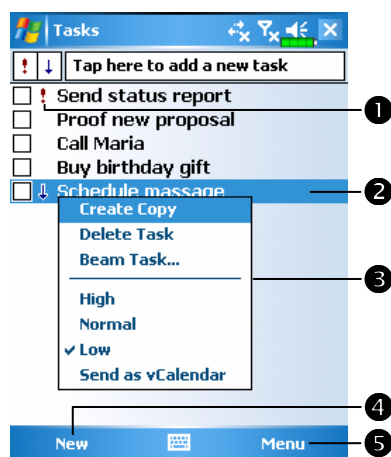 Tasks
! ↓ Tap here to add a new task
! Send status report
1
Proof new proposal
Call Maria
Buy birthday gift
↓ Schedule massage
2
Create Copy
Delete Task
Beam Task...
3
High
Normal
✓ Low
Send as vCalendar
4
New Menu
5